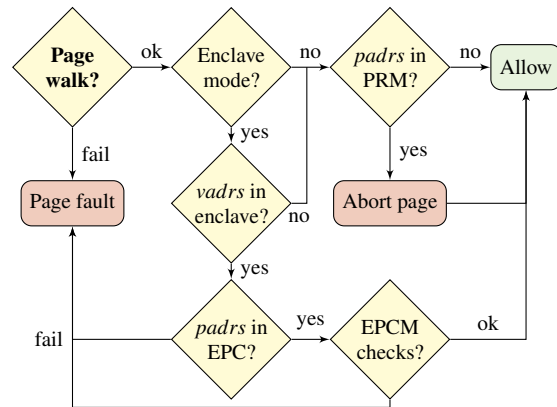 Page
walk?
ok
Enclave
mode?
no
padrs in
PRM?
no
Allow
fail
yes
yes
Page fault
vadrs in
enclave?
no
Abort page
yes
fail
padrs in
EPC?
yes
EPCM
checks?
ok